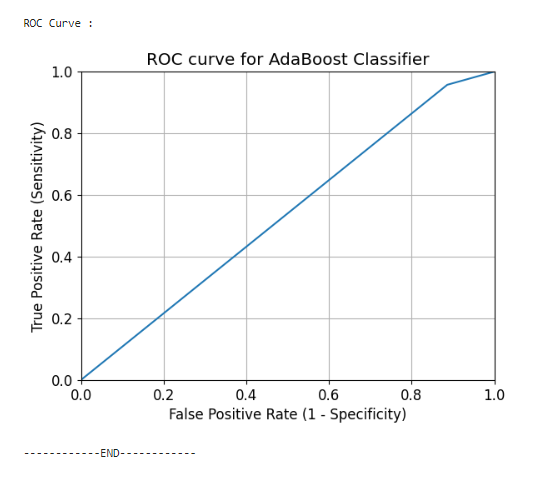 ROC Curve :
ROC curve for AdaBoost Classifier
1.0
0.8
0.6
0.4
0.2
0.0
True Positive Rate (Sensitivity)
0.0 0.2 0.4 0.6 0.8 1.0
False Positive Rate (1 - Specificity)
------------END------------